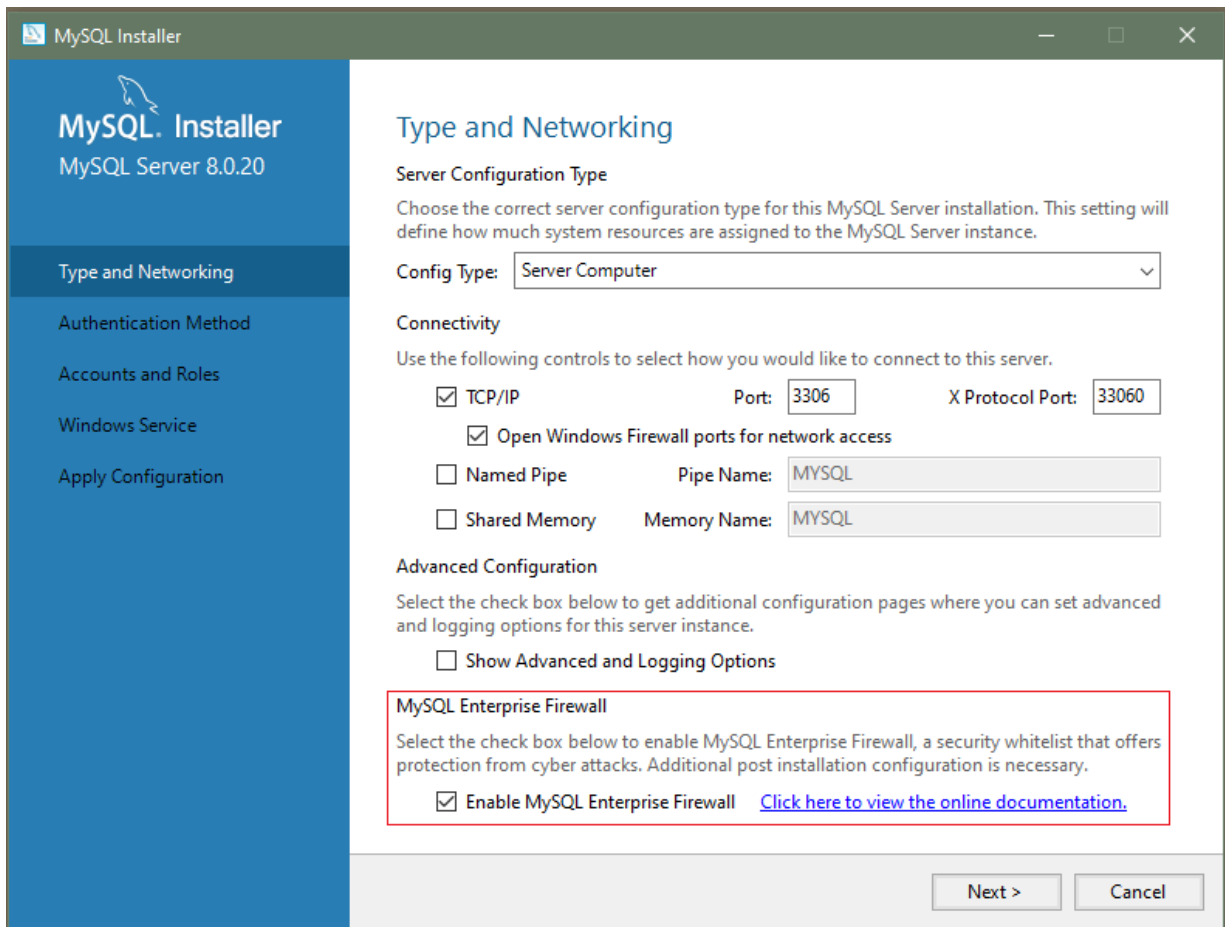 MySQL Installer
MySQL. Installer
MySQL Server 8.0.20
Type and Networking
Authentication Method
Accounts and Roles
Windows Service
Apply Configuration
Type and Networking
Server Configuration Type
Choose the correct server configuration type for this MySQL Server installation. This setting will
define how much system resources are assigned to the MySQL Server instance.
Config Type: Server Computer
Connectivity
Use the following controls to select how you would like to connect to this server.
TCP/IP Port: 3306 X Protocol Port: 33060
Open Windows Firewall ports for network access
Named Pipe Pipe Name: MYSQL
Shared Memory Memory Name: MYSQL
Advanced Configuration
Select the check box below to get additional configuration pages where you can set advanced
and logging options for this server instance.
Show Advanced and Logging Options
MySQL Enterprise Firewall
Select the check box below to enable MySQL Enterprise Firewall, a security whitelist that offers
protection from cyber attacks. Additional post installation configuration is necessary.
Enable MySQL Enterprise Firewall Click here to view the online documentation.
Next > Cancel